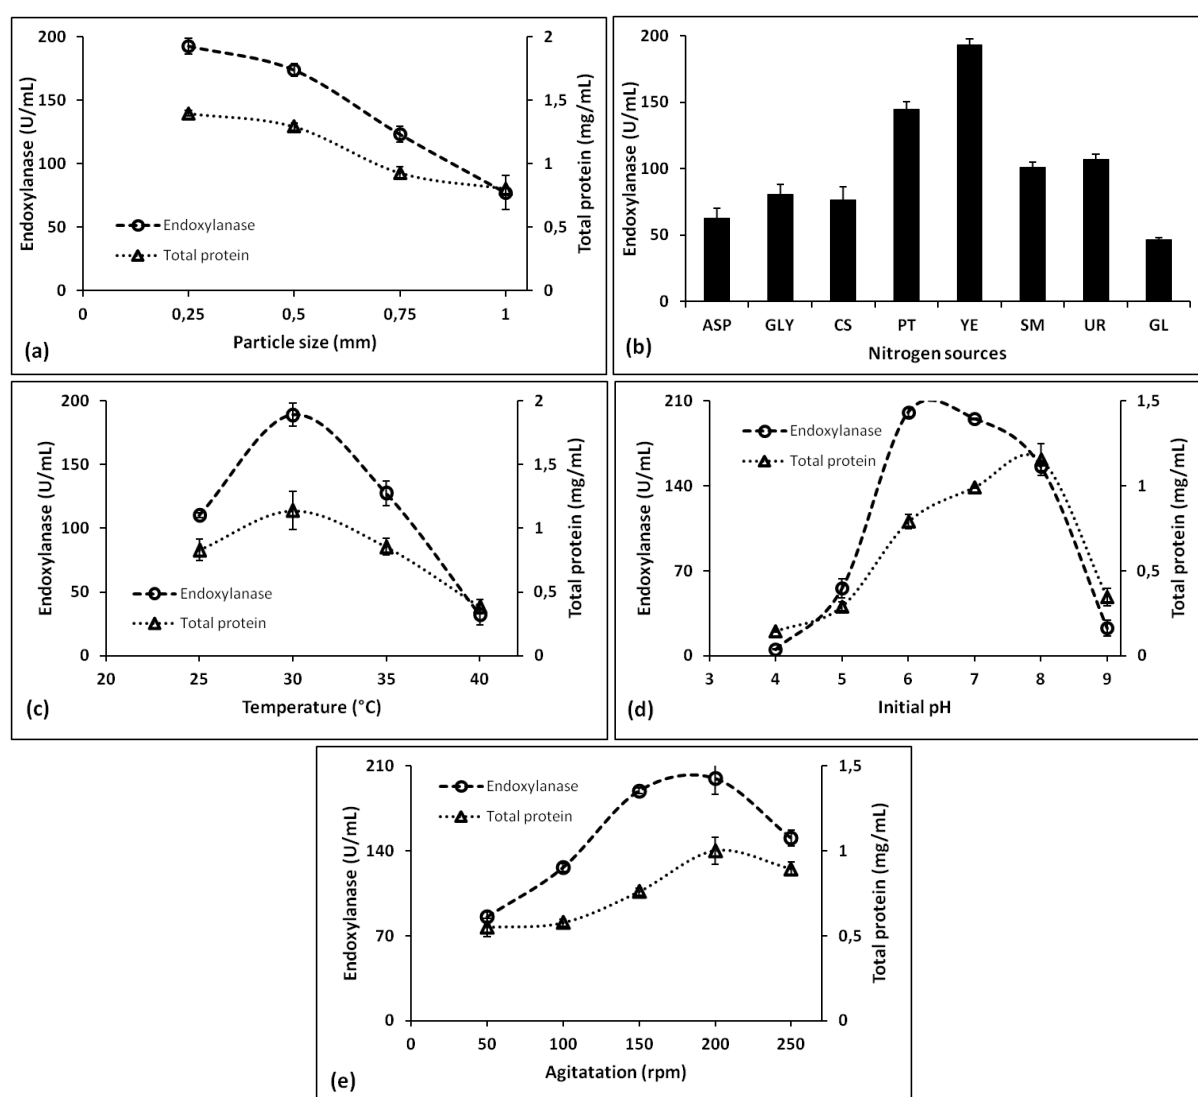 Endoxylanase (U/mL)
200
150
100
50
0
2
1,5
1
0,5
0
Total protein (mg/mL)
Endoxylanase
Total protein
0
0,25
0,5
0,75
1
Particle size (mm)
(a)
Endoxylanase (U/mL)
200
150
100
50
0
ASP
GLY
CS
PT
YE
SM
UR
GL
Nitrogen sources
(b)
Endoxylanase (U/mL)
200
150
100
50
0
2
1,5
1
0,5
0
Total protein (mg/mL)
Endoxylanase
Total protein
20
25
30
35
40
Temperature (°C)
(c)
Endoxylanase (U/mL)
210
140
70
0
1,5
1
0,5
0
Total protein (mg/mL)
Endoxylanase
Total protein
3
4
5
6
7
8
9
Initial pH
(d)
Endoxylanase (U/mL)
210
140
70
0
1,5
1
0,5
0
Total protein (mg/mL)
Endoxylanase
Total protein
0
50
100
150
200
250
Agitatation (rpm)
(e)